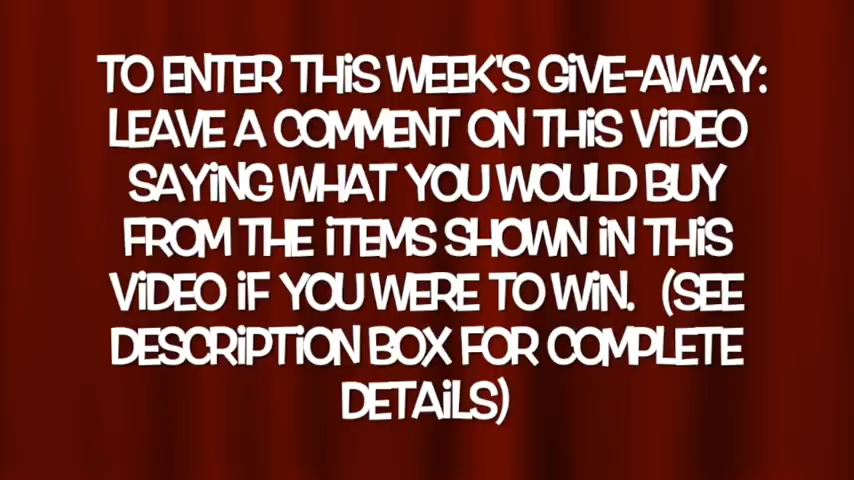 TO ENTER THiS WEEK'S GiVE-AWAY:
LEAVE A COMMENT ON THiS ViDEO
SAYiNG WHAT YOU WOULD BUY
FROM THE iTEMS SHOWN iN THiS
ViDEO iF YOU WERE TO WiN. (SEE
DESCRiPTiON BOX FOR COMPLETE
DETAiLS)